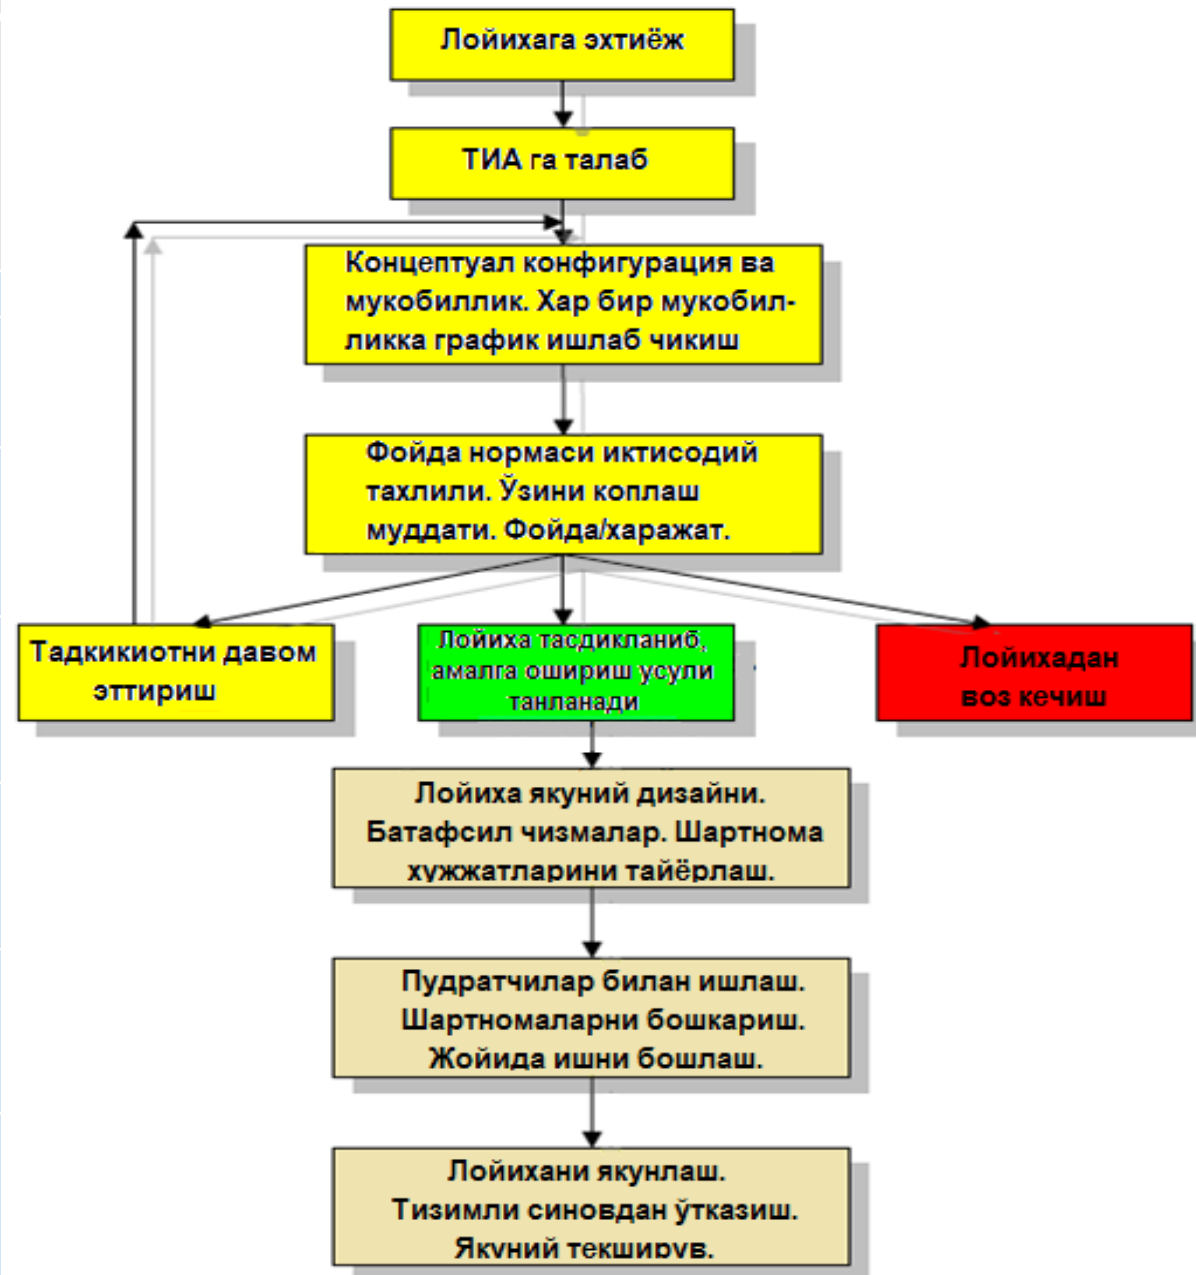 Лойихага эхтиёж
ТИА га талаб
Концептуал конфигурация ва
мукобиллик. Хар бир мукобил-
ликка график ишлаб чикиш
Фойда нормаси иктисодий
тахлили. Ўзини коплаш
муддати. Фойда/харажат.
Тадкикиотни давом
эттириш
Лойиха тасдикланиб,
амалга ошириш усули
танланади
Лойихадан
воз кечиш
Лойиха якуний дизайни.
Батафсил чизмалар. Шартнома
хужжатларини тайёрлаш.
Пудратчилар билан ишлаш.
Шартномаларни бошкариш.
Жойида ишни бошлаш.
Лойихани якунлаш.
Тизимли синовдан ўтказиш.
Якуний текширув.